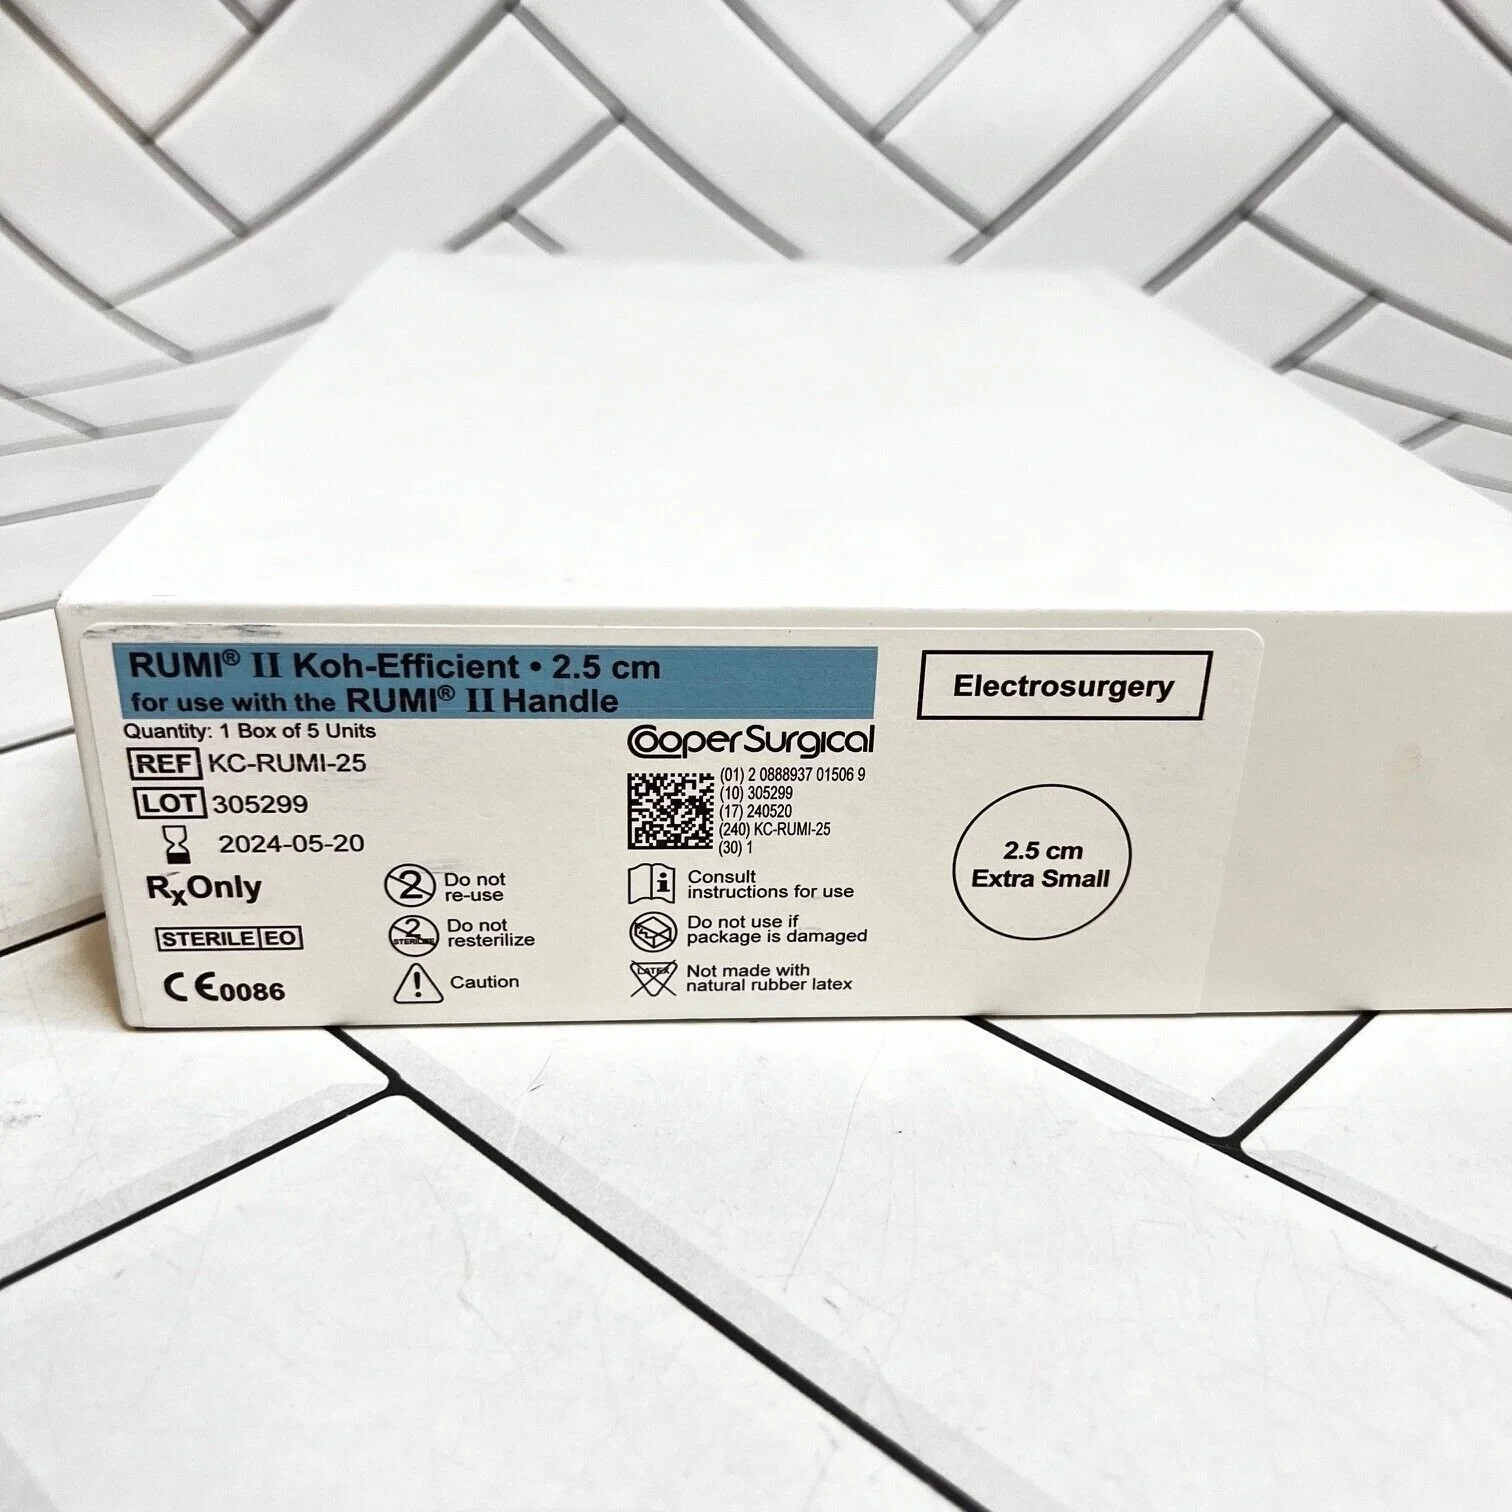 RUMI® II Koh-Efficient • 2.5 cm
for use with the RUMI® II Handle
Quantity: 1 Box of 5 Units
REF KC-RUMI-25
LOT 305299
2024-05-20
RxOnly
STERILE EO
CE0086
2 Do not
re-use
2 STERILIZE Do not
resterilize
! Caution
CooperSurgical
(01) 2 0888937 01506 9
(10) 305299
(17) 240520
(240) KC-RUMI-25
(30) 1
i Consult
instructions for use
Do not use if
package is damaged
LATEX Not made with
natural rubber latex
Electrosurgery
2.5 cm
Extra Small